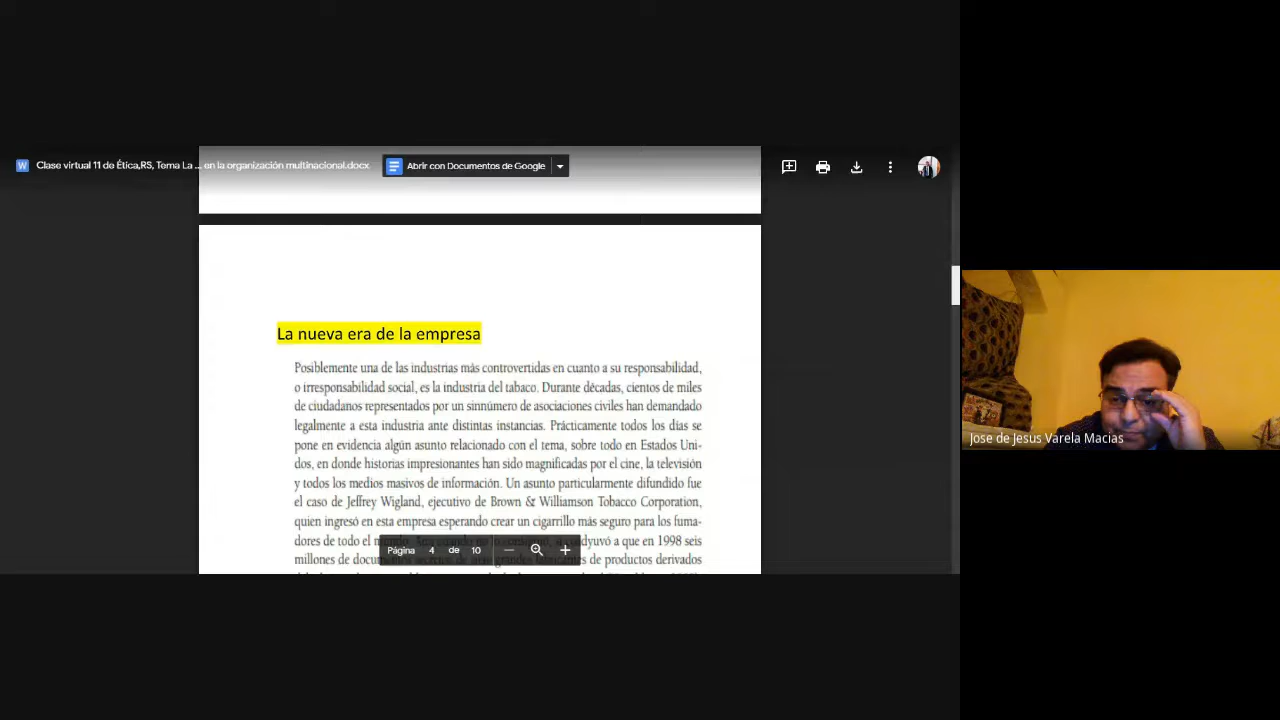 Clase virtual 11 de Ética,RS, Tema La ... en la organización multinacional.docx
Abrir con Documentos de Google
La nueva era de la empresa
Posiblemente una de las industrias más controvertidas en cuanto a su responsabilidad,
o irresponsabilidad social, es la industria del tabaco. Durante décadas, cientos de miles
de ciudadanos representados por un sinnúmero de asociaciones civiles han demandado
legalmente a esta industria ante distintas instancias. Prácticamente todos los días se
pone en evidencia algún asunto relacionado con el tema, sobre todo en Estados Uni-
dos, en donde historias impresionantes han sido magnificadas por el cine, la televisión
y todos los medios masivos de información. Un asunto particularmente difundido fue
el caso de Jeffrey Wigland, ejecutivo de Brown & Williamson Tobacco Corporation,
quien ingresó en esta empresa esperando crear un cigarrillo más seguro para los fuma-
dores de todo el mundo. a que en 1998 seis
millones de documentos de productos derivados
Página 4 de 10
Jose de Jesus Varela Macias